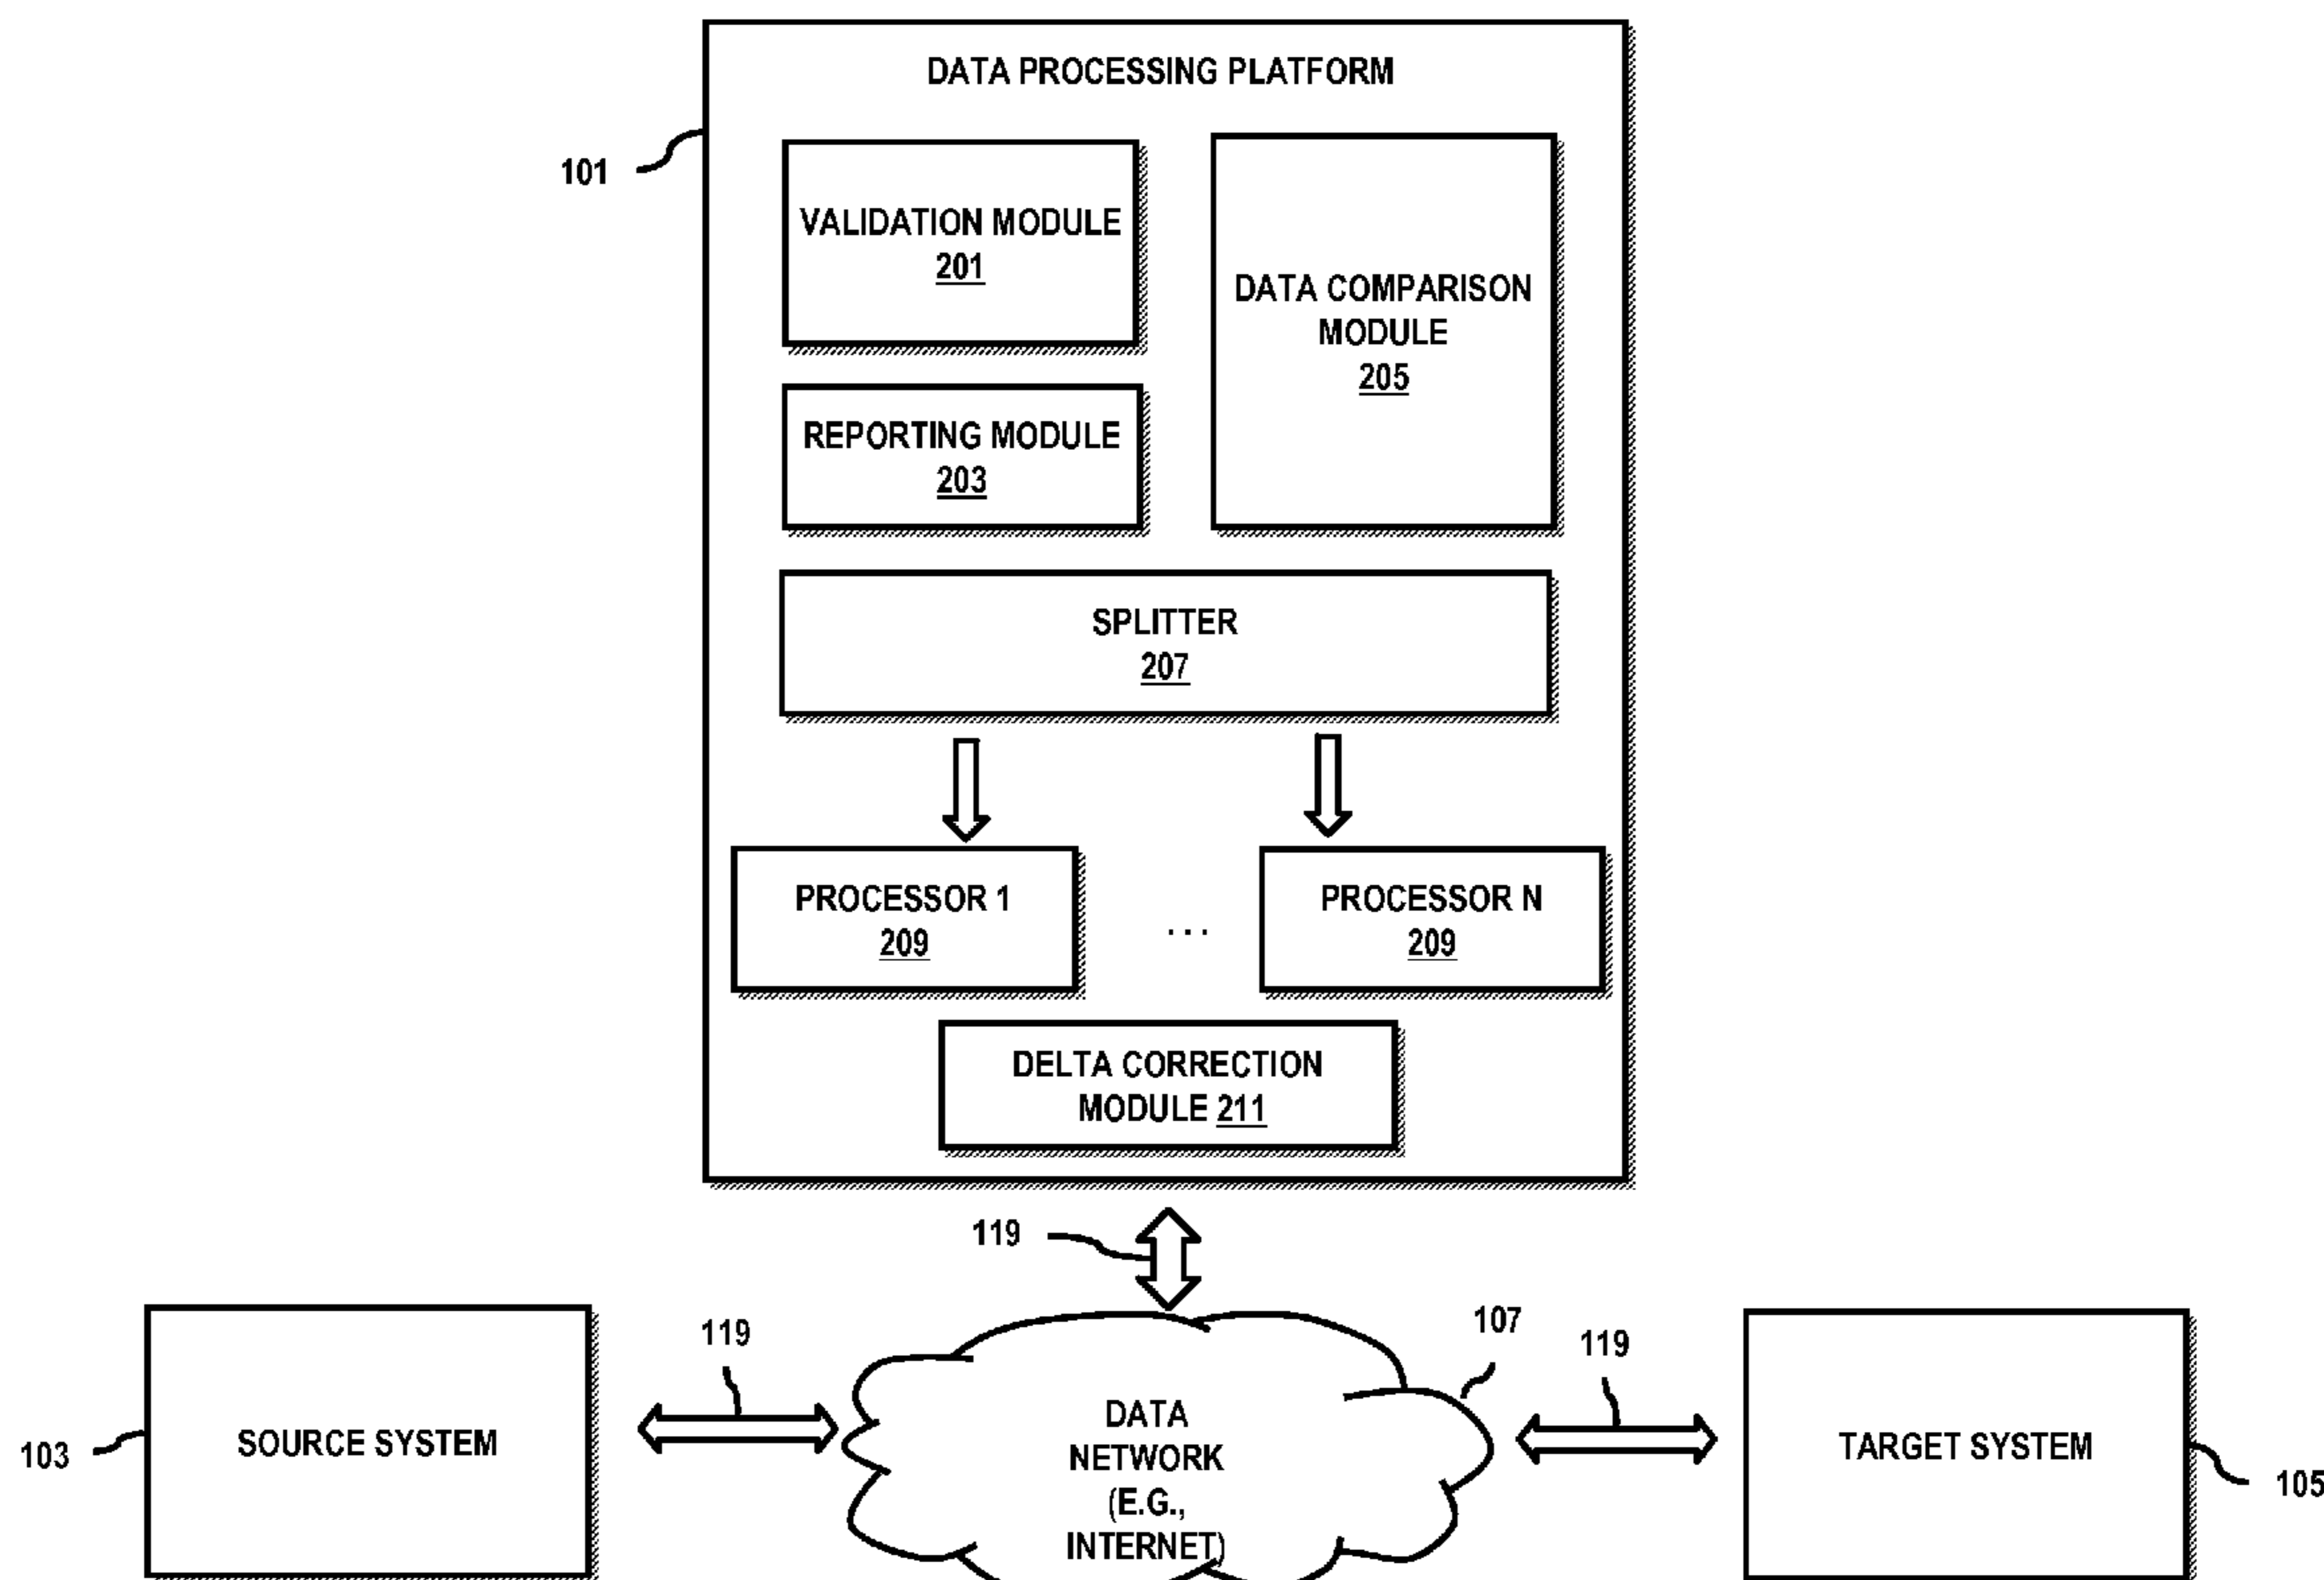 DATA PROCESSING PLATFORM
101
VALIDATION MODULE
201
DATA COMPARISON
MODULE
205
REPORTING MODULE
203
SPLITTER
207
PROCESSOR 1
209
...
PROCESSOR N
209
DELTA CORRECTION
MODULE 211
119
103
SOURCE SYSTEM
119
DATA
NETWORK
(E.G.,
INTERNET)
107
119
TARGET SYSTEM
105